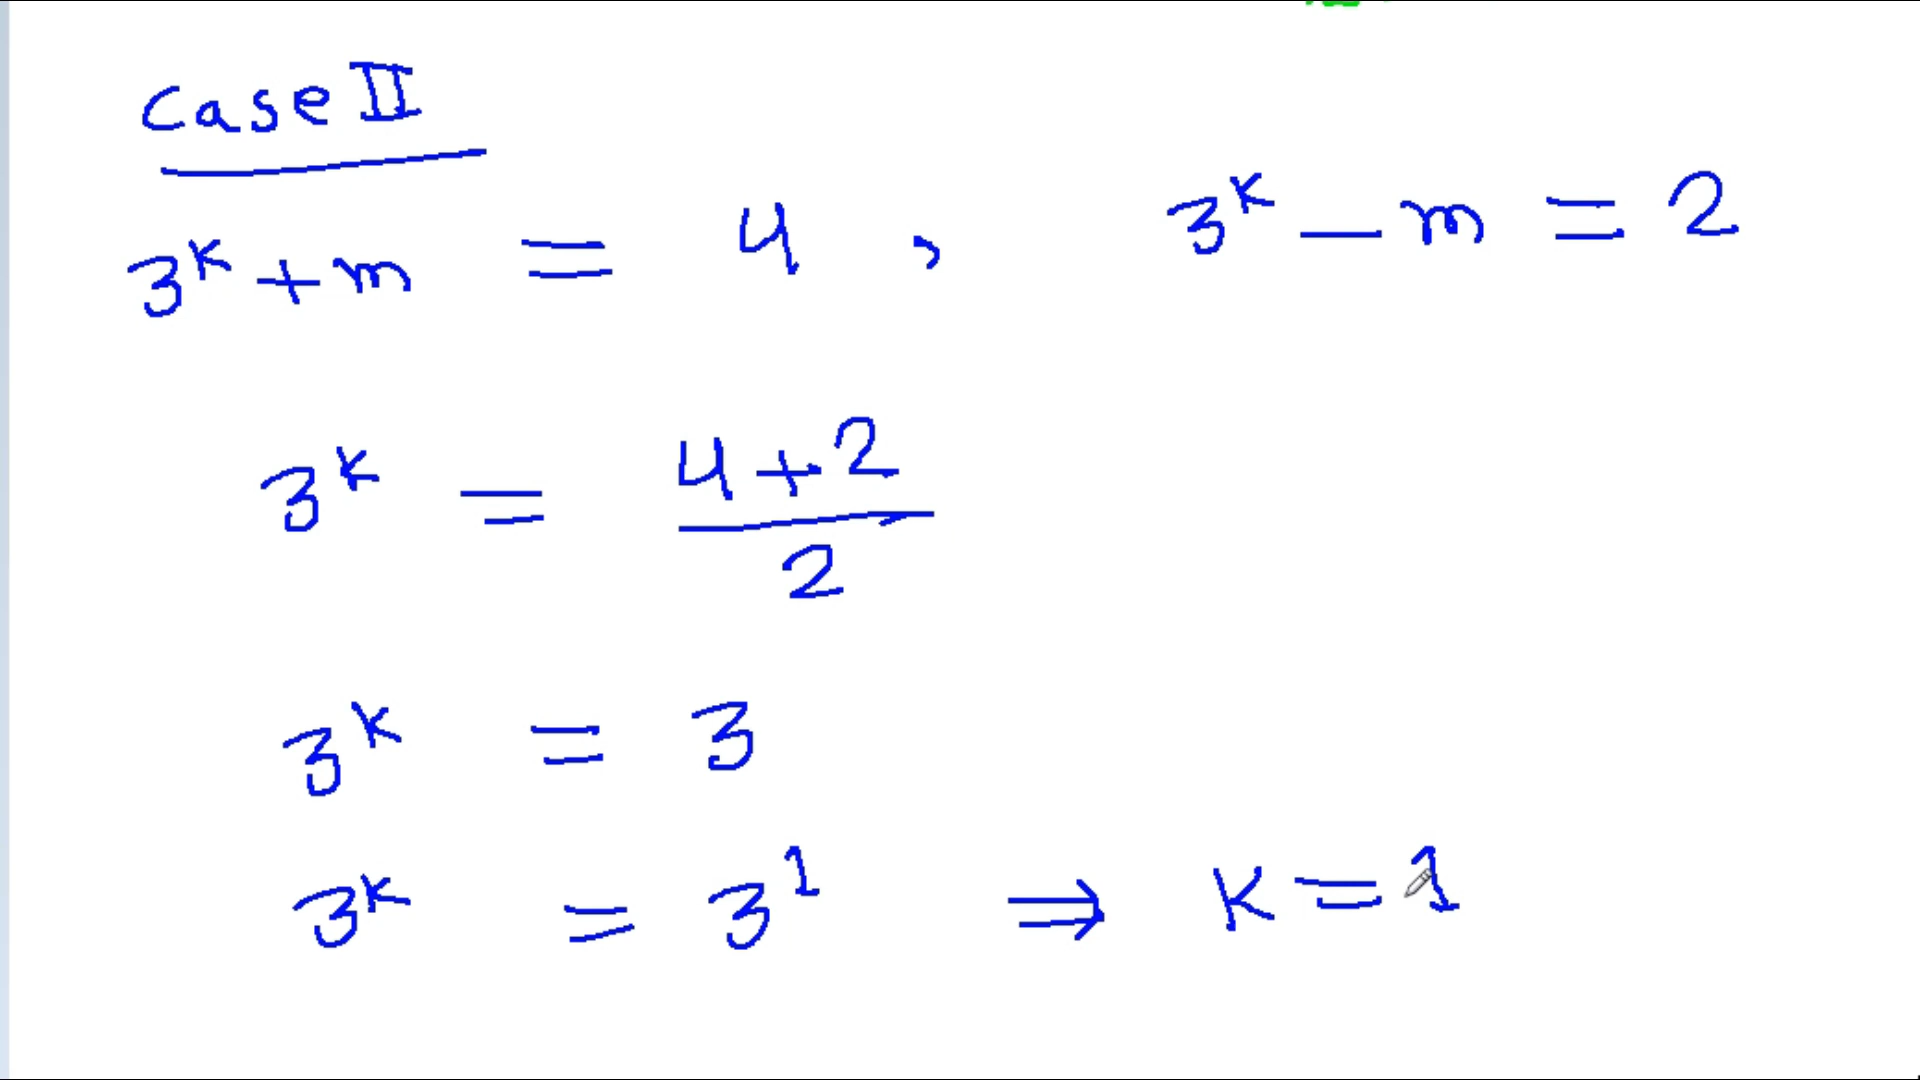 Case II
3^k + m = 4 , 3^k − m = 2
3^k = (4+2)/2
3^k = 3
3^k = 3^1 ⇒ k = 1